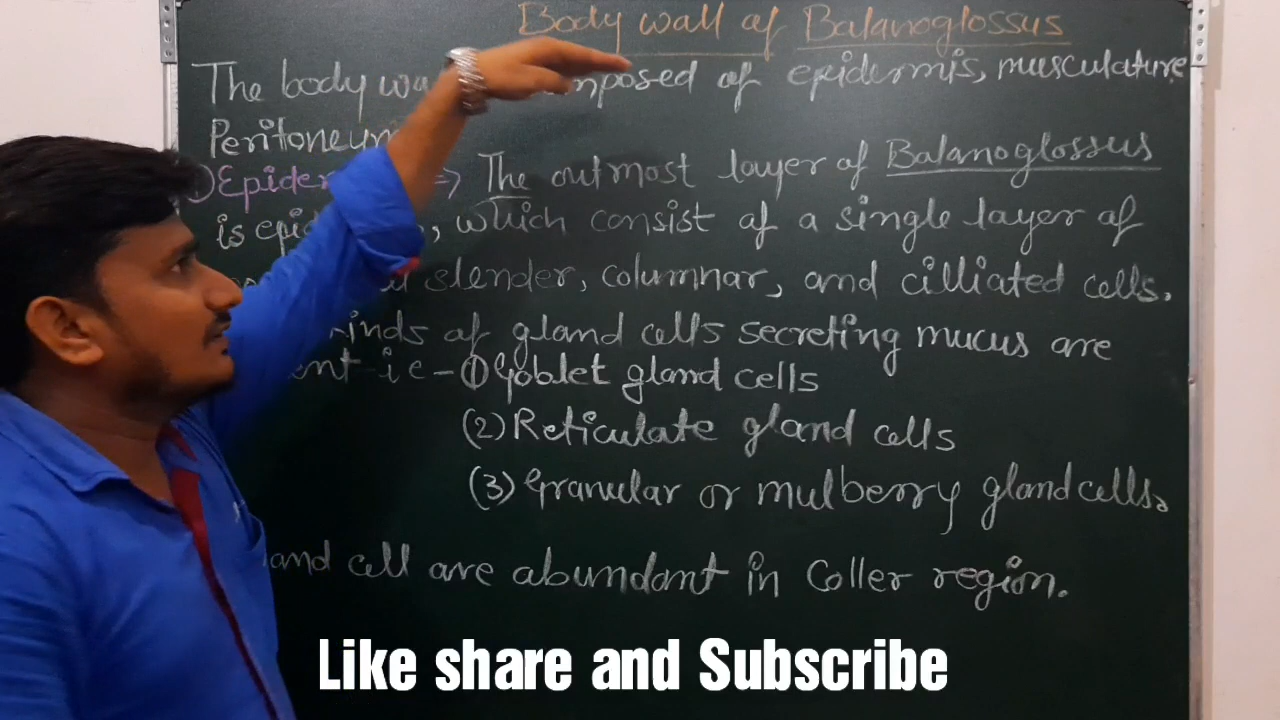 Body wall of Balanoglossus
The body mposed of epidermis, musculature,
Peritoneum
1) Epider => The outmost layer of Balanoglossus
is , which consist of a single layer of
slender, columnar, and cilliated cells.
kinds of gland cells secreting mucus are
ent i e - (1) Goblet gland cells
(2) Reticulate gland cells
(3) Granular or mulberry gland cells.
and cell are abundant in Coller region.
Like share and Subscribe